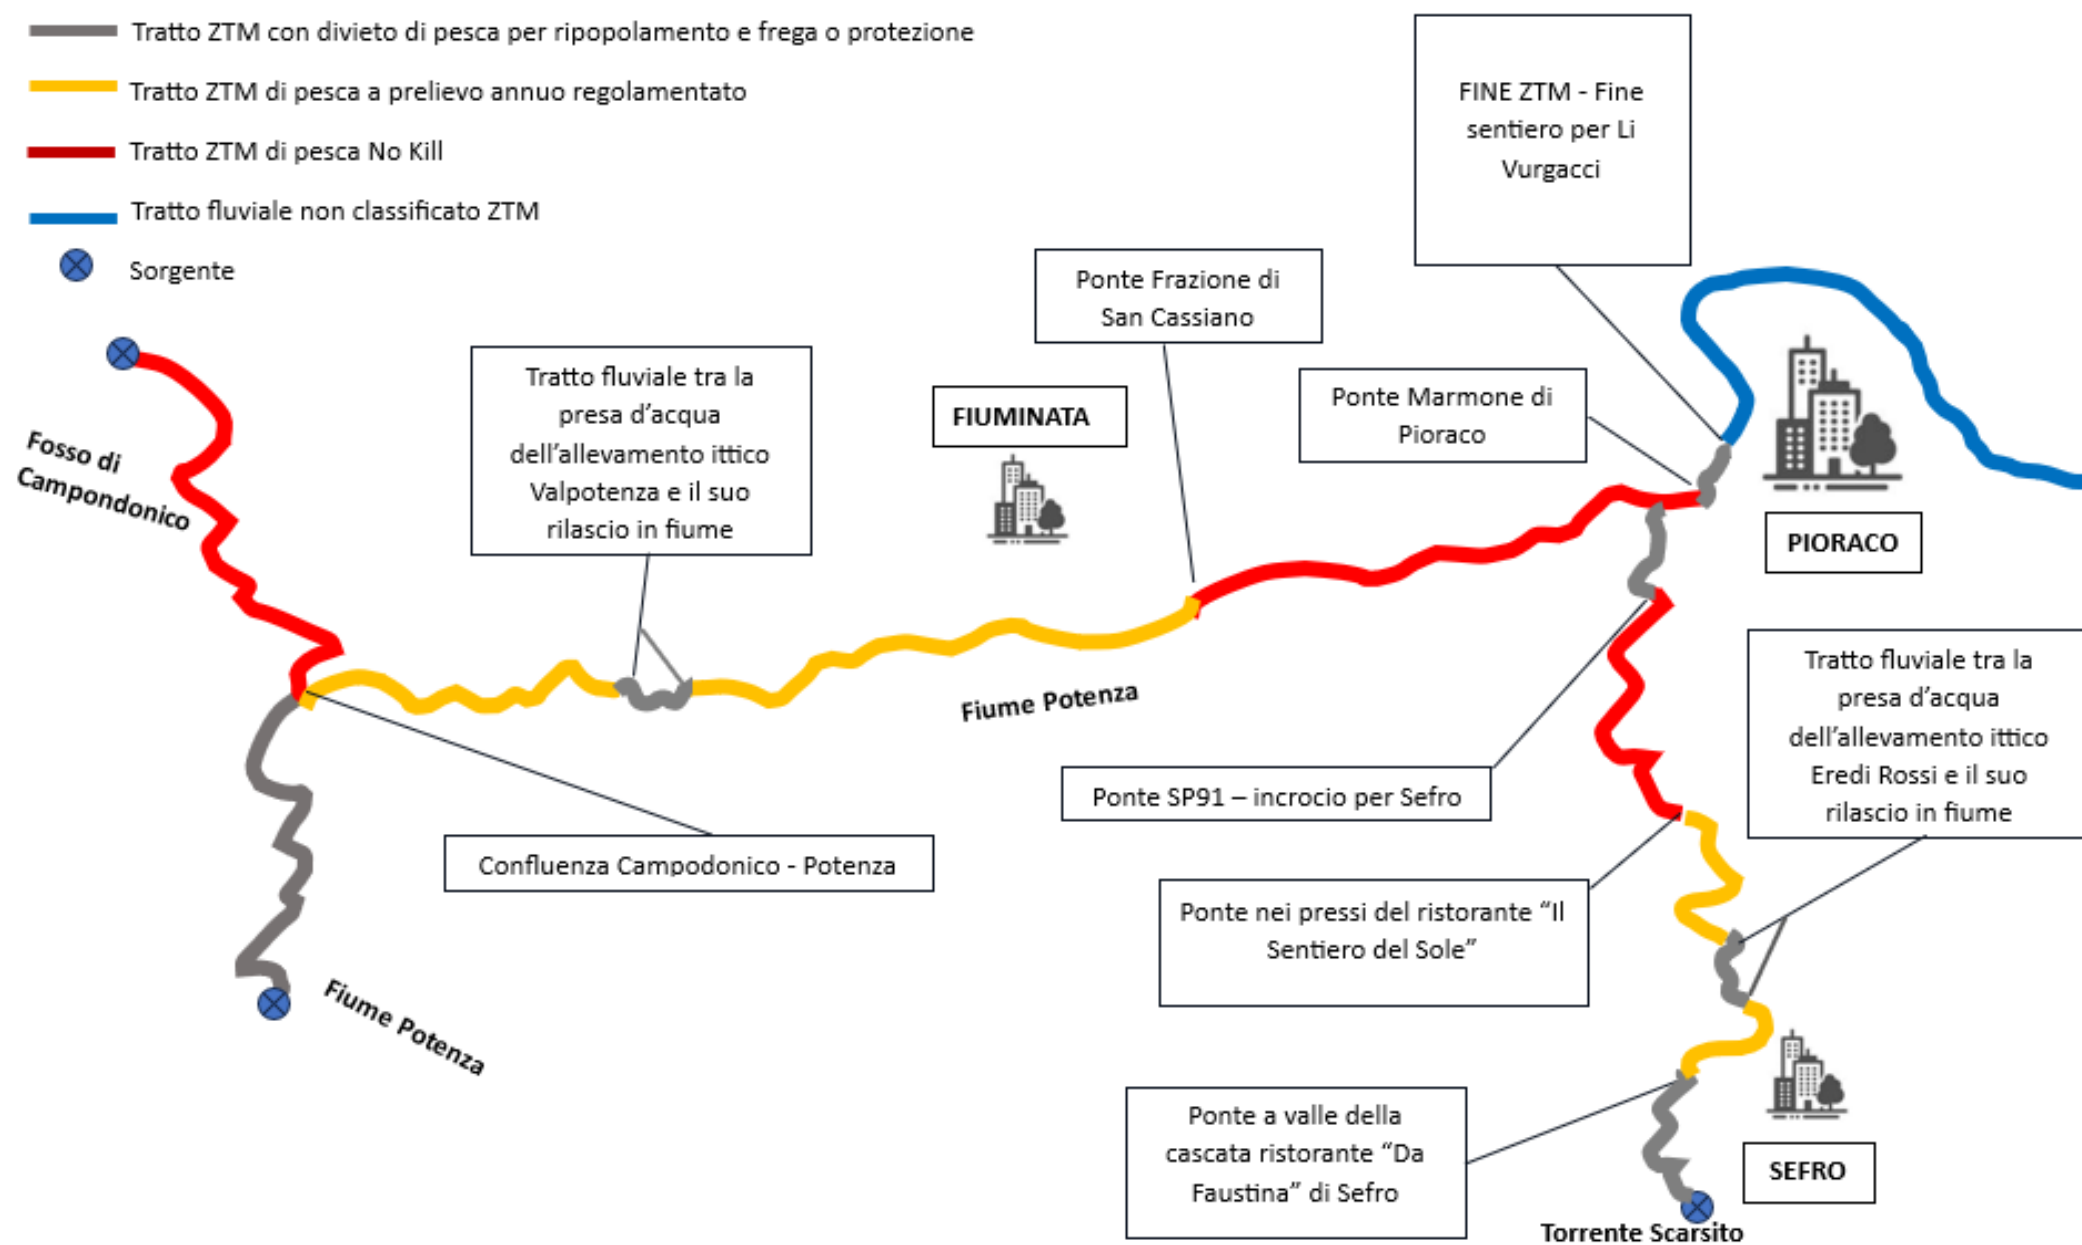 Tratto ZTM con divieto di pesca per ripopolamento e frega o protezione
Tratto ZTM di pesca a prelievo annuo regolamentato
Tratto ZTM di pesca No Kill
Tratto fluviale non classificato ZTM
Sorgente
FINE ZTM - Fine
sentiero per Li
Vurgacci
Ponte Frazione di
San Cassiano
Ponte Marmone di
Pioraco
Tratto fluviale tra la
presa d’acqua
dell’allevamento ittico
Valpotenza e il suo
rilascio in fiume
FIUMINATA
Fosso di
Campondonico
PIORACO
Fiume Potenza
Tratto fluviale tra la
presa d’acqua
dell’allevamento ittico
Eredi Rossi e il suo
rilascio in fiume
Ponte SP91 – incrocio per Sefro
Confluenza Campodonico - Potenza
Ponte nei pressi del ristorante “Il
Sentiero del Sole”
Fiume Potenza
Ponte a valle della
cascata ristorante “Da
Faustina” di Sefro
SEFRO
Torrente Scarsito